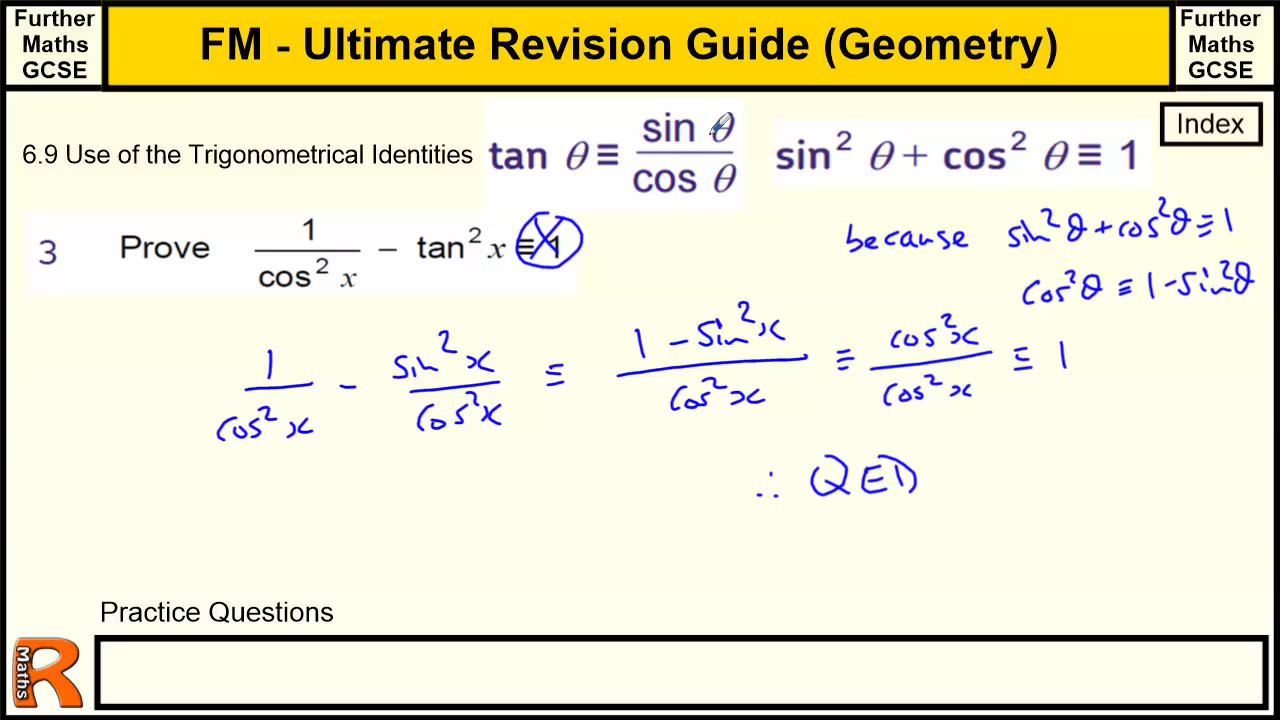 Further Maths GCSE
FM - Ultimate Revision Guide (Geometry)
Further Maths GCSE
Index
6.9 Use of the Trigonometrical Identities tan θ ≡ sin θ / cos θ sin² θ + cos² θ ≡ 1
3 Prove 1 / cos² x − tan² x ≡ 1
because sin²θ + cos²θ ≡ 1
cos²θ ≡ 1 - sin²θ
1 / cos²x − sin²x / cos²x ≡ 1 − sin²x / cos²x ≡ cos²x / cos²x ≡ 1
∴ QED
Practice Questions
R
Maths